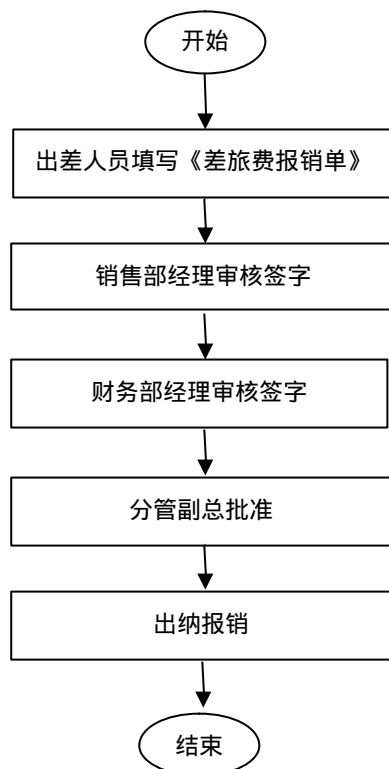 开始
出差人员填写《差旅费报销单》
销售部经理审核签字
财务部经理审核签字
分管副总批准
出纳报销
结束